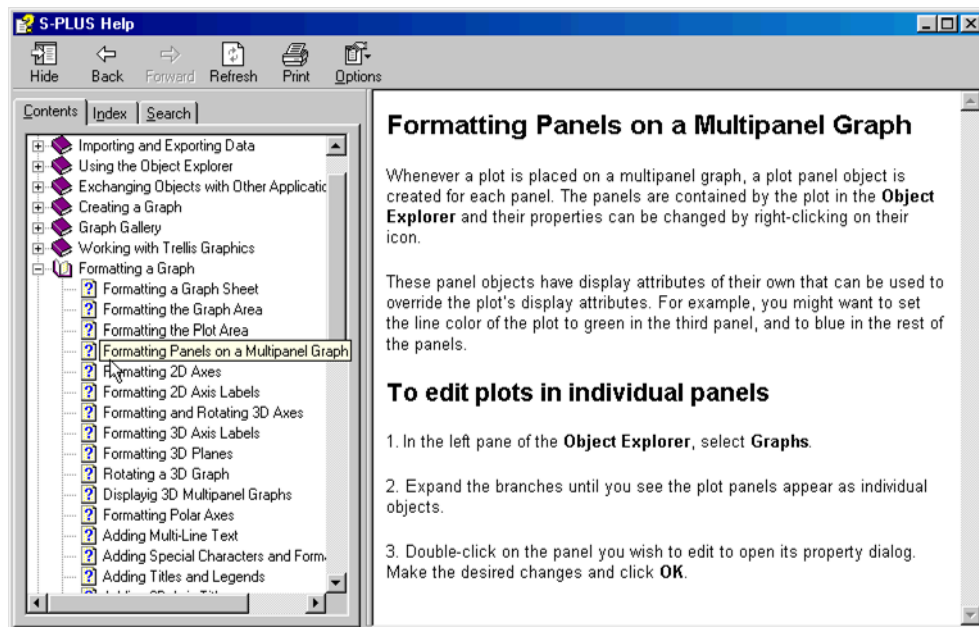 S-PLUS Help
Hide Back Forward Refresh Print Options
Contents Index Search
Importing and Exporting Data
Using the Object Explorer
Exchanging Objects with Other Applicatic
Creating a Graph
Graph Gallery
Working with Trellis Graphics
Formatting a Graph
Formatting a Graph Sheet
Formatting the Graph Area
Formatting the Plot Area
Formatting Panels on a Multipanel Graph
Formatting 2D Axes
Formatting 2D Axis Labels
Formatting and Rotating 3D Axes
Formatting 3D Axis Labels
Formatting 3D Planes
Rotating a 3D Graph
Displayig 3D Multipanel Graphs
Formatting Polar Axes
Adding Multi-Line Text
Adding Special Characters and Form
Adding Titles and Legends
Formatting Panels on a Multipanel Graph
Whenever a plot is placed on a multipanel graph, a plot panel object is
created for each panel. The panels are contained by the plot in the Object
Explorer and their properties can be changed by right-clicking on their
icon.
These panel objects have display attributes of their own that can be used to
override the plot's display attributes. For example, you might want to set
the line color of the plot to green in the third panel, and to blue in the rest of
the panels.
To edit plots in individual panels
1. In the left pane of the Object Explorer, select Graphs.
2. Expand the branches until you see the plot panels appear as individual
objects.
3. Double-click on the panel you wish to edit to open its property dialog.
Make the desired changes and click OK.